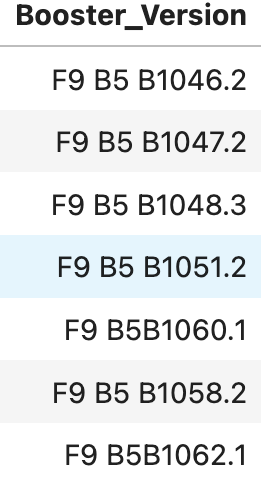 Booster_Version
F9 B5 B1046.2
F9 B5 B1047.2
F9 B5 B1048.3
F9 B5 B1051.2
F9 B5B1060.1
F9 B5 B1058.2
F9 B5B1062.1